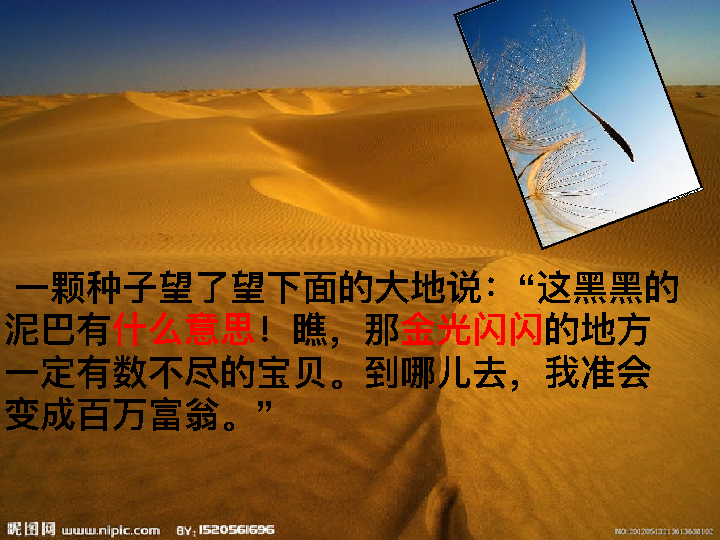 一颗种子望了望下面的大地说：“这黑黑的
泥巴有什么意思！瞧，那金光闪闪的地方
一定有数不尽的宝贝。到哪儿去，我准会
变成百万富翁。”
昵图网 www.nipic.com BY:1520561696
NO:20120513213613608102